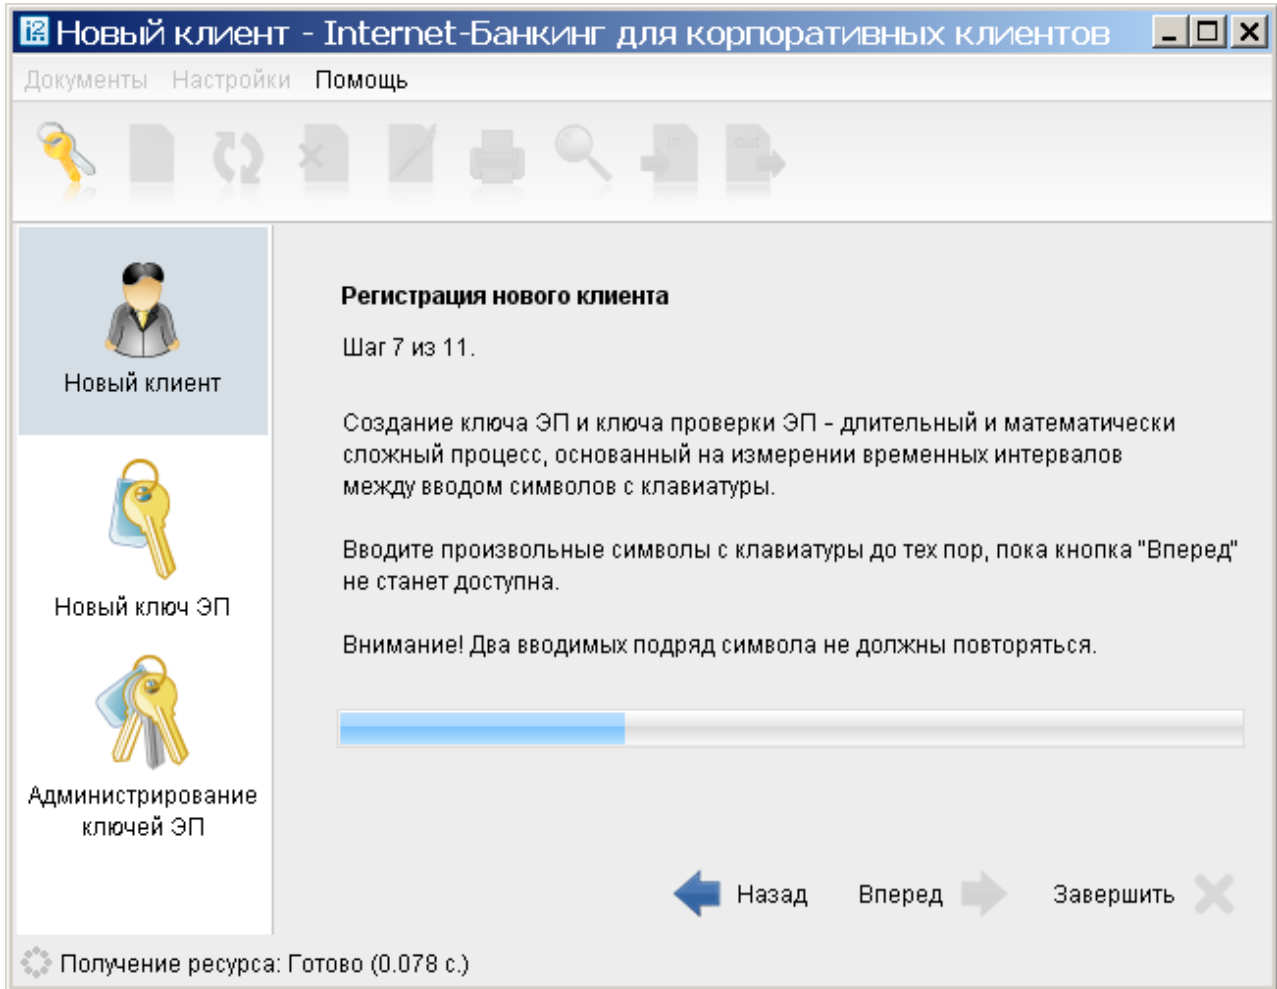 Новый клиент - Internet-Банкинг для корпоративных клиентов
Документы Настройки Помощь
in out
Новый клиент
Новый ключ ЭП
Администрирование
ключей ЭП
Регистрация нового клиента
Шаг 7 из 11.
Создание ключа ЭП и ключа проверки ЭП - длительный и математически
сложный процесс, основанный на измерении временных интервалов
между вводом символов с клавиатуры.
Вводите произвольные символы с клавиатуры до тех пор, пока кнопка "Вперед"
не станет доступна.
Внимание! Два вводимых подряд символа не должны повторяться.
Назад Вперед Завершить
Получение ресурса: Готово (0.078 с.)